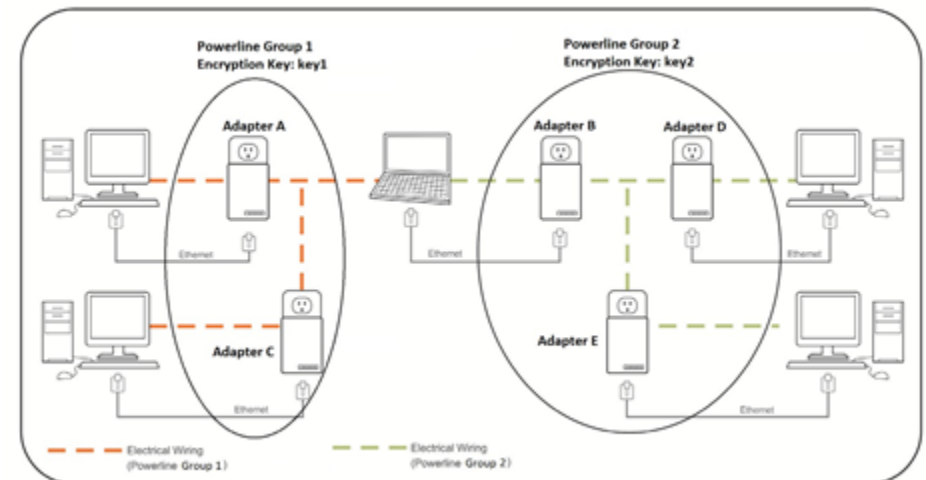 Powerline Group 1
Encryption Key: key1
Powerline Group 2
Encryption Key: key2
Adapter A
Adapter B
Adapter D
Ethernet
Ethernet
Ethernet
Adapter C
Adapter E
Ethernet
Ethernet
Electrical Wiring
(Powerline Group 1)
Electrical Wiring
(Powerline Group 2)